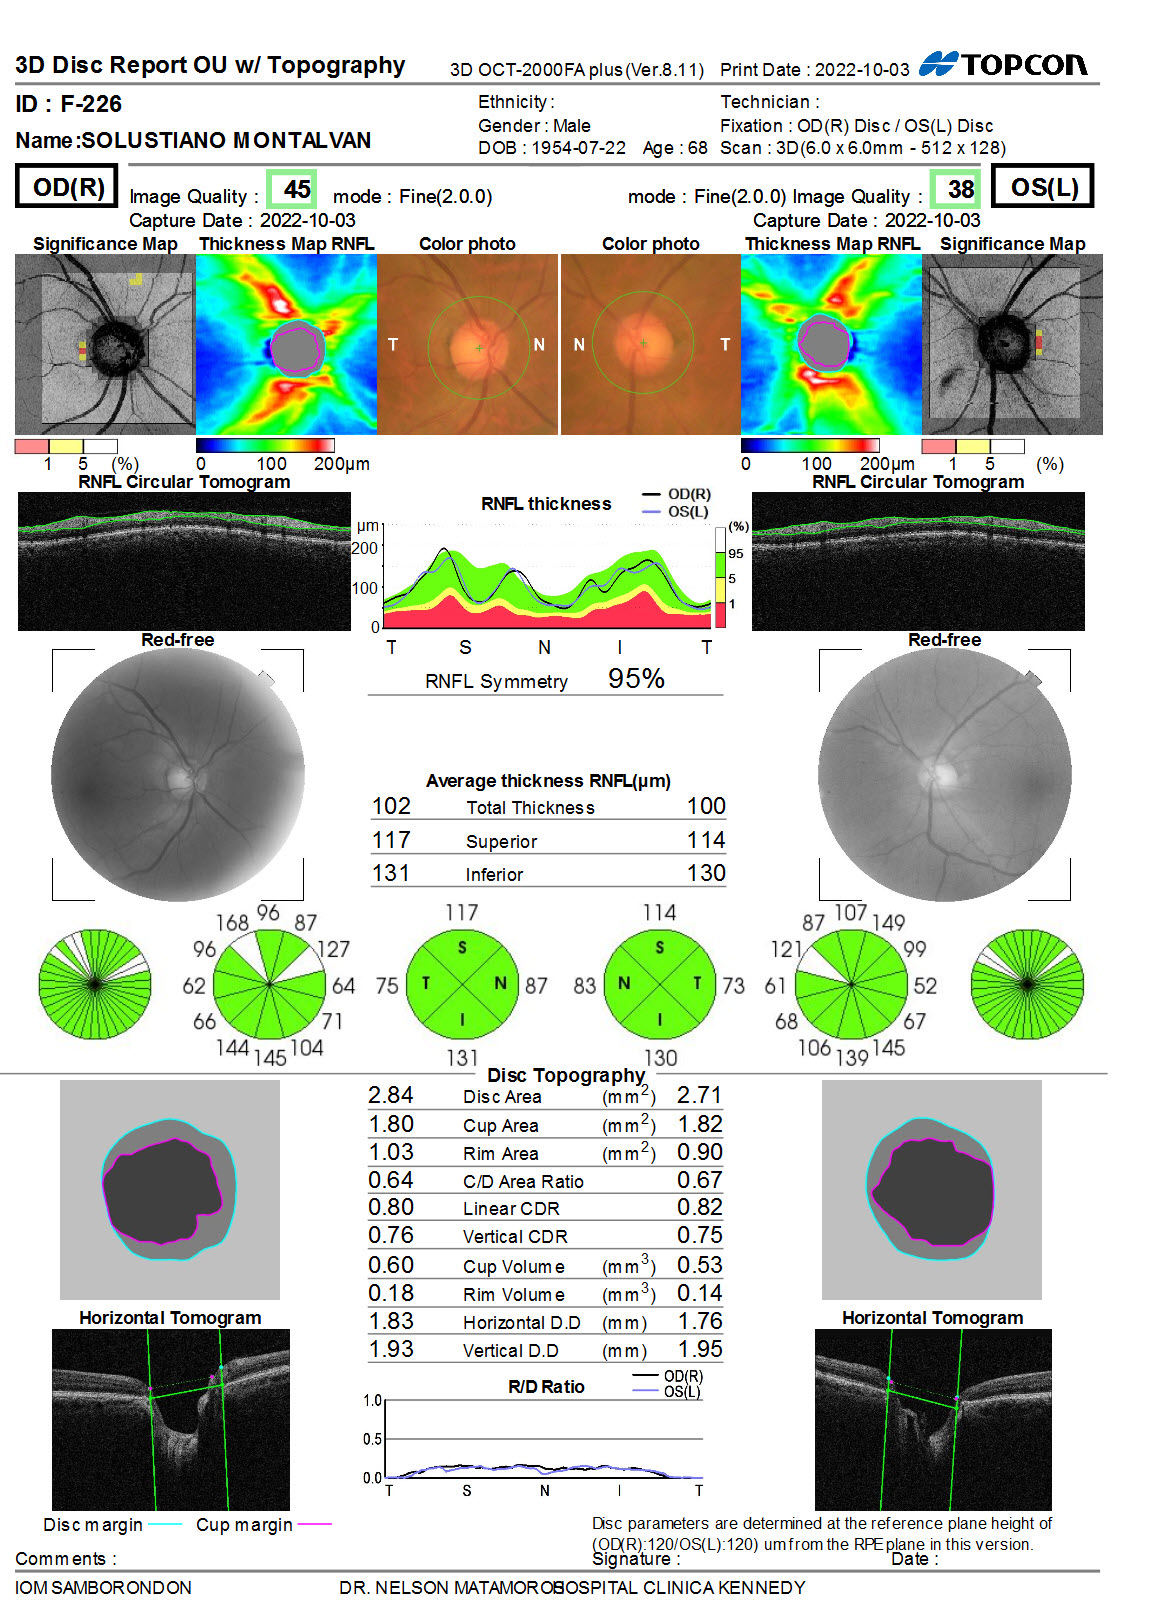 3D Disc Report OU w/ Topography 3D OCT-2000FA plus(Ver.8.11) Print Date : 2022-10-03 TOPCON
ID : F-226 Ethnicity : Technician :
Gender : Male Fixation : OD(R) Disc / OS(L) Disc
Name:SOLUSTIANO MONTALVAN DOB : 1954-07-22 Age : 68 Scan : 3D(6.0 x 6.0mm - 512 x 128)
OD(R) Image Quality : 45 mode : Fine(2.0.0) mode : Fine(2.0.0) Image Quality : 38 OS(L)
Capture Date : 2022-10-03 Capture Date : 2022-10-03
Significance Map Thickness Map RNFL Color photo Color photo Thickness Map RNFL Significance Map
T N N T
1 5 (%) 0 100 200µm 0 100 200µm 1 5 (%)
RNFL Circular Tomogram RNFL Circular Tomogram
RNFL thickness OD(R)
OS(L)
µm (%)
200 95
100 5
0 1
T S N I T
Red-free Red-free
RNFL Symmetry 95%
Average thickness RNFL(µm)
102 Total Thickness 100
117 Superior 114
131 Inferior 130
168 96 87 117 114 87 107 149
96 127 S S 121 99
62 64 75 T N 87 83 N T 73 61 52
66 71 I I 68 67
144 145 104 131 130 106 139 145
Disc Topography
2.84 Disc Area (mm2) 2.71
1.80 Cup Area (mm2) 1.82
1.03 Rim Area (mm2) 0.90
0.64 C/D Area Ratio 0.67
0.80 Linear CDR 0.82
0.76 Vertical CDR 0.75
0.60 Cup Volume (mm3) 0.53
0.18 Rim Volume (mm3) 0.14
1.83 Horizontal D.D (mm) 1.76
1.93 Vertical D.D (mm) 1.95
Horizontal Tomogram Horizontal Tomogram
R/D Ratio OD(R)
OS(L)
1.0
0.5
0.0
T S N I T
Disc margin Cup margin
Disc parameters are determined at the reference plane height of
(OD(R):120/OS(L):120) um from the RPE plane in this version.
Comments : Signature : Date :
IOM SAMBORONDON DR. NELSON MATAMOROS HOSPITAL CLINICA KENNEDY